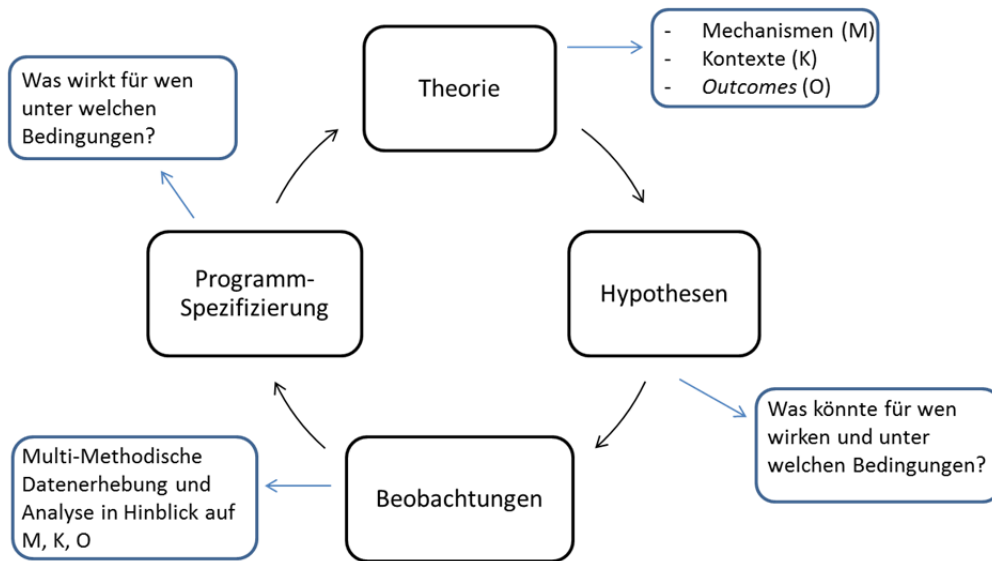 Theorie
- Mechanismen (M)
- Kontexte (K)
- Outcomes (O)
Was wirkt für wen
unter welchen
Bedingungen?
Programm-
Spezifizierung
Hypothesen
Was könnte für wen
wirken und unter
welchen Bedingungen?
Beobachtungen
Multi-Methodische
Datenerhebung und
Analyse in Hinblick auf
M, K, O